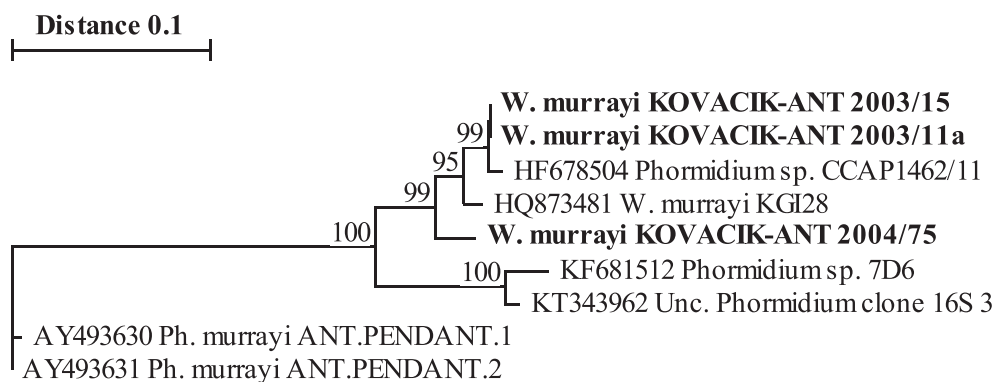 Distance 0.1
W. murrayi KOVACIK-ANT 2003/15
99 W. murrayi KOVACIK-ANT 2003/11a
HF678504 Phormidium sp. CCAP1462/11
95
99
HQ873481 W. murrayi KGI28
100 W. murrayi KOVACIK-ANT 2004/75
100 KF681512 Phormidium sp. 7D6
KT343962 Unc. Phormidium clone 16S 3
AY493630 Ph. murrayi ANT.PENDANT.1
AY493631 Ph. murrayi ANT.PENDANT.2